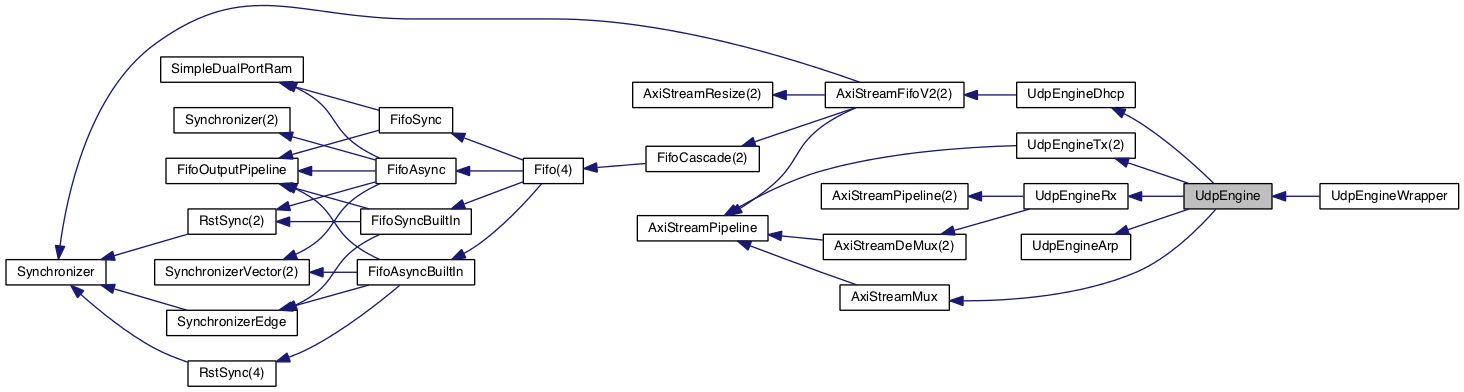 SimpleDualPortRam
AxiStreamResize(2)
AxiStreamFifoV2(2)
UdpEngineDhcp
Synchronizer(2)
FifoSync
UdpEngineTx(2)
FifoCascade(2)
FifoOutputPipeline
FifoAsync
Fifo(4)
AxiStreamPipeline(2)
UdpEngineRx
UdpEngine
UdpEngineWrapper
RstSync(2)
FifoSyncBuiltIn
AxiStreamPipeline
AxiStreamDeMux(2)
UdpEngineArp
Synchronizer
SynchronizerVector(2)
FifoAsyncBuiltIn
AxiStreamMux
SynchronizerEdge
RstSync(4)